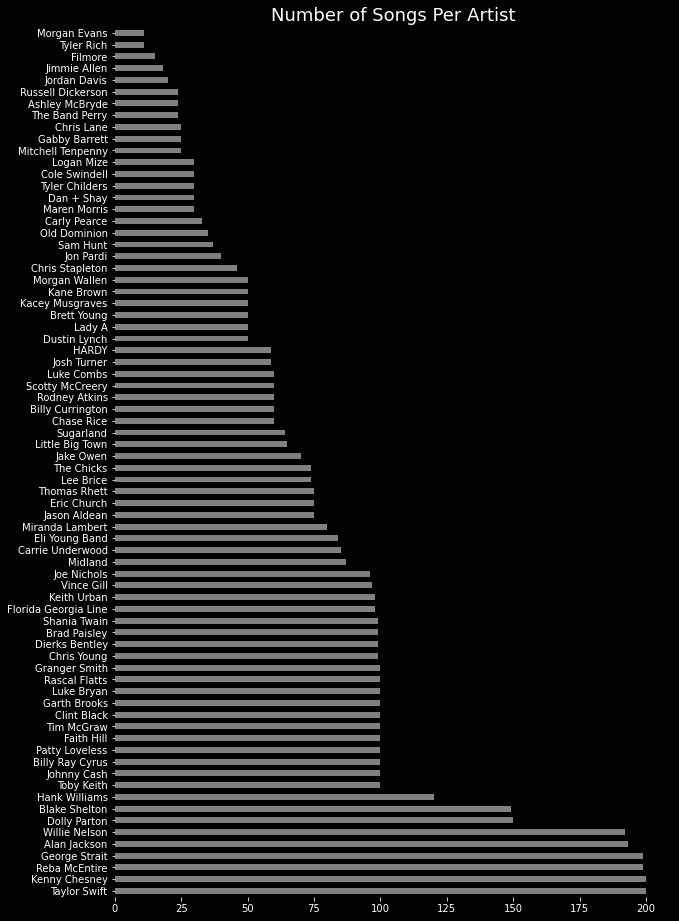 Number of Songs Per Artist
Morgan Evans
Tyler Rich
Filmore
Jimmie Allen
Jordan Davis
Russell Dickerson
Ashley McBryde
The Band Perry
Chris Lane
Gabby Barrett
Mitchell Tenpenny
Logan Mize
Cole Swindell
Tyler Childers
Dan + Shay
Maren Morris
Carly Pearce
Old Dominion
Sam Hunt
Jon Pardi
Chris Stapleton
Morgan Wallen
Kane Brown
Kacey Musgraves
Brett Young
Lady A
Dustin Lynch
HARDY
Josh Turner
Luke Combs
Scotty McCreery
Rodney Atkins
Billy Currington
Chase Rice
Sugarland
Little Big Town
Jake Owen
The Chicks
Lee Brice
Thomas Rhett
Eric Church
Jason Aldean
Miranda Lambert
Eli Young Band
Carrie Underwood
Midland
Joe Nichols
Vince Gill
Keith Urban
Florida Georgia Line
Shania Twain
Brad Paisley
Dierks Bentley
Chris Young
Granger Smith
Rascal Flatts
Luke Bryan
Garth Brooks
Clint Black
Tim McGraw
Faith Hill
Patty Loveless
Billy Ray Cyrus
Johnny Cash
Toby Keith
Hank Williams
Blake Shelton
Dolly Parton
Willie Nelson
Alan Jackson
George Strait
Reba McEntire
Kenny Chesney
Taylor Swift
0 25 50 75 100 125 150 175 200